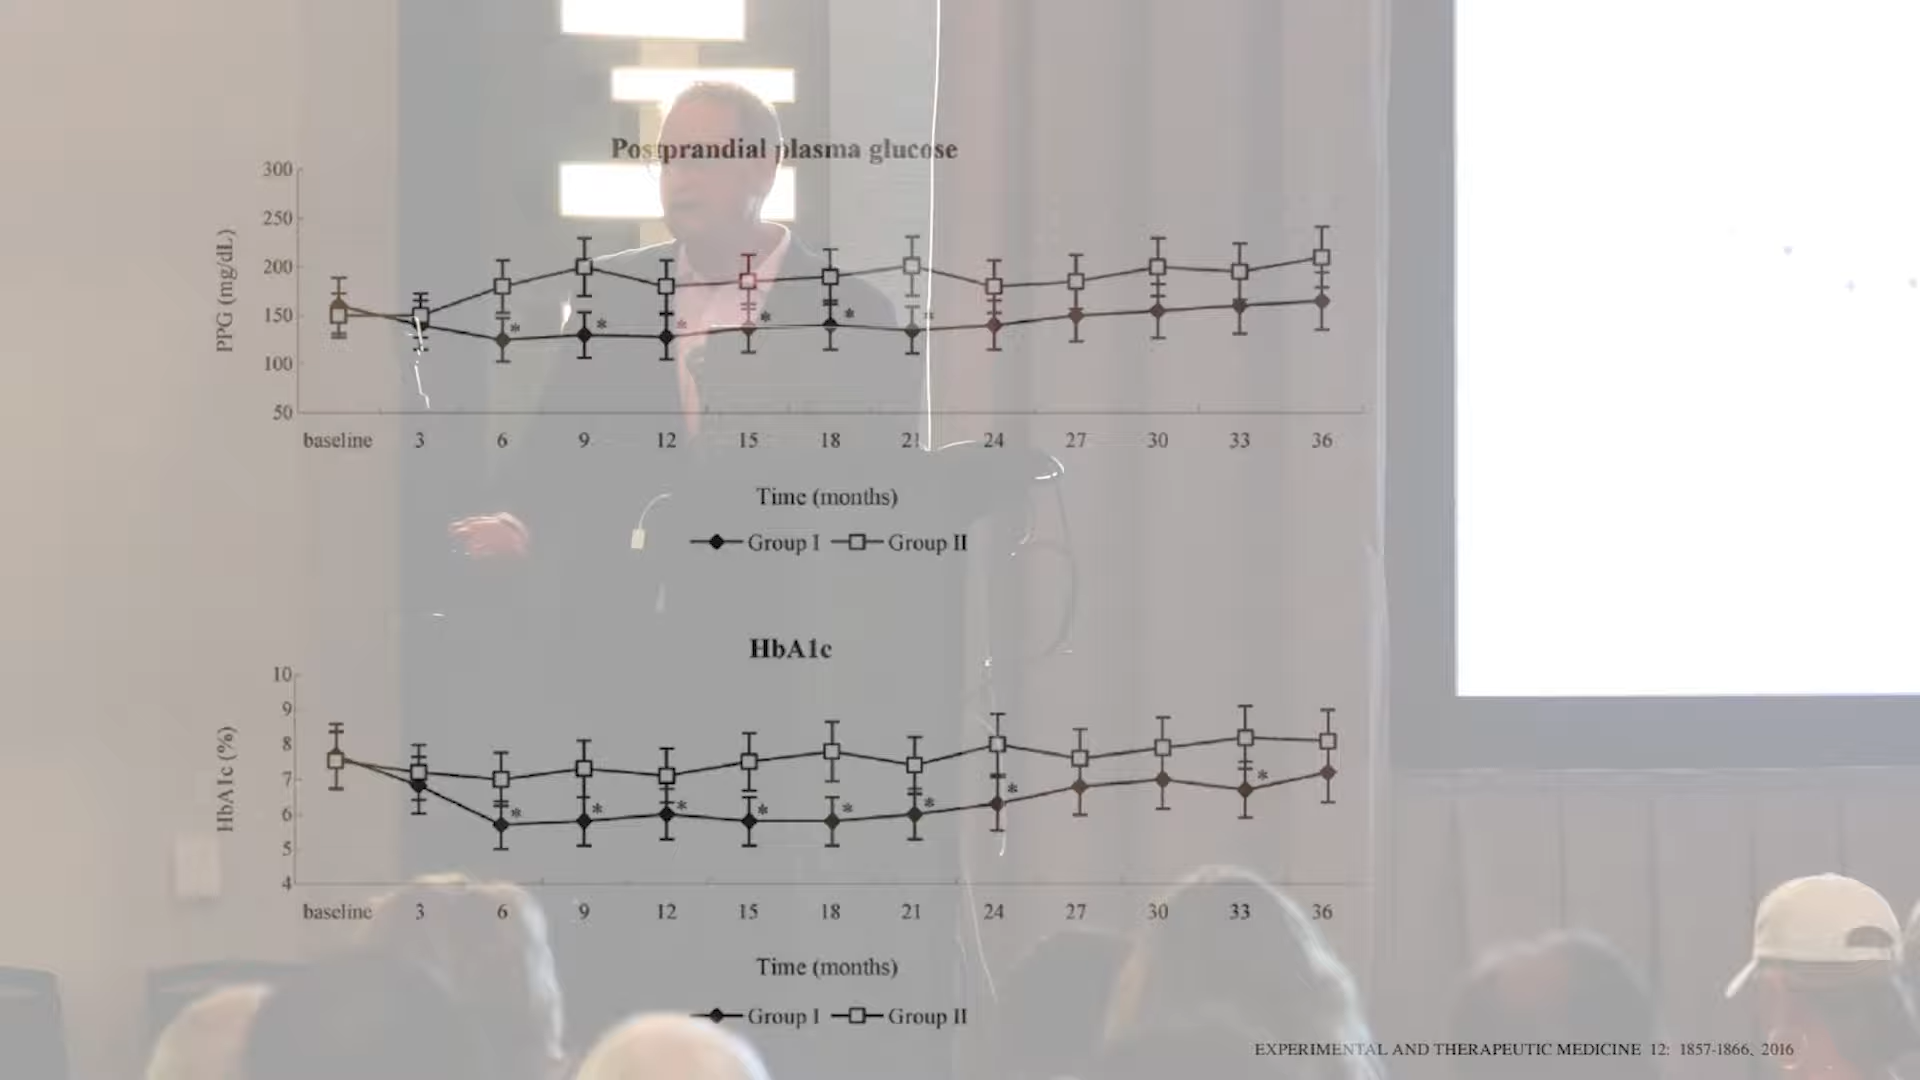 Postprandial plasma glucose
300
250
200
150
100
50
PPG (mg/dL)
* * * * * *
baseline 3 6 9 12 15 18 21 24 27 30 33 36
Time (months)
Group I Group II
HbA1c
10
9
8
7
6
5
4
HbA1c (%)
* * * * * * * *
baseline 3 6 9 12 15 18 21 24 27 30 33 36
Time (months)
Group I Group II
EXPERIMENTAL AND THERAPEUTIC MEDICINE 12: 1857-1866, 2016